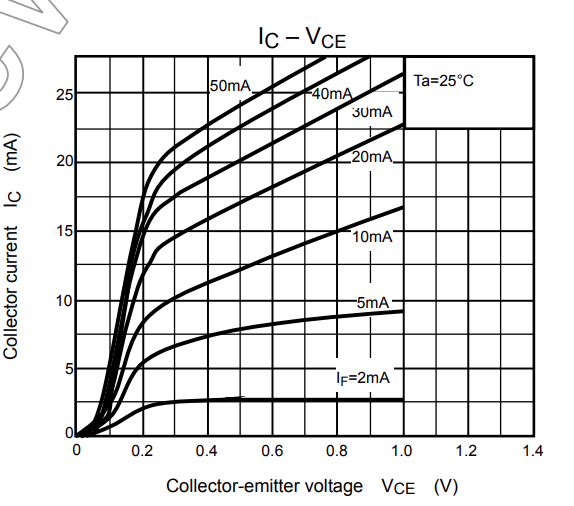 IC – VCE
50mA
40mA
30mA
20mA
10mA
5mA
IF=2mA
Ta=25°C
Collector current IC (mA)
25
20
15
10
5
0
0 0.2 0.4 0.6 0.8 1.0 1.2 1.4
Collector-emitter voltage VCE (V)